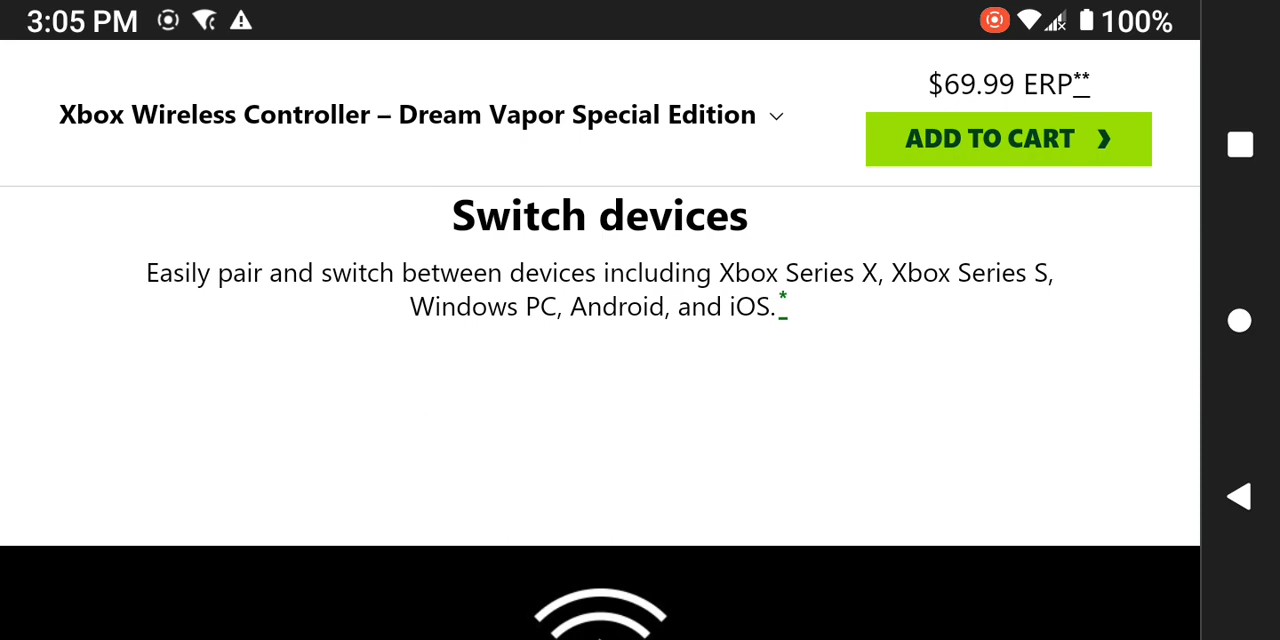 3:05 PM
100%
$69.99 ERP**
Xbox Wireless Controller – Dream Vapor Special Edition
ADD TO CART
Switch devices
Easily pair and switch between devices including Xbox Series X, Xbox Series S,
Windows PC, Android, and iOS.*